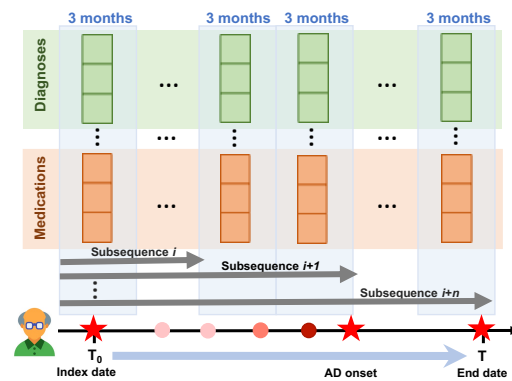 3 months 3 months 3 months 3 months
Diagnoses
... ...
... ... ... ... ... ...
Medications
... ...
Subsequence i
Subsequence i+1
...
Subsequence i+n
T0 T
Index date AD onset End date